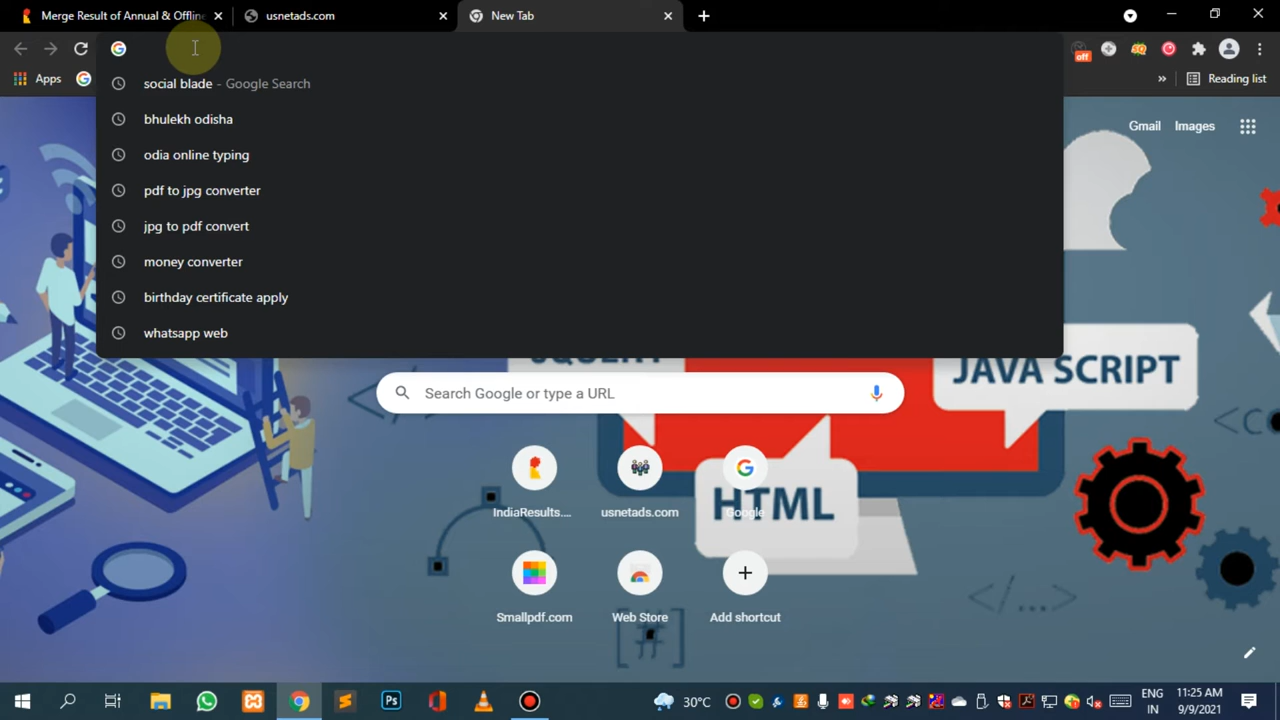 Merge Result of Annual & Offline
usnetads.com
New Tab
off
Apps
»
Reading list
social blade - Google Search
bhulekh odisha
odia online typing
pdf to jpg converter
jpg to pdf convert
money converter
birthday certificate apply
whatsapp web
Gmail
Images
JAVA SCRIPT
Search Google or type a URL
HTML
IndiaResults....
usnetads.com
Google
Smallpdf.com
Web Store
Add shortcut
30°C
ENG
IN
11:25 AM
9/9/2021